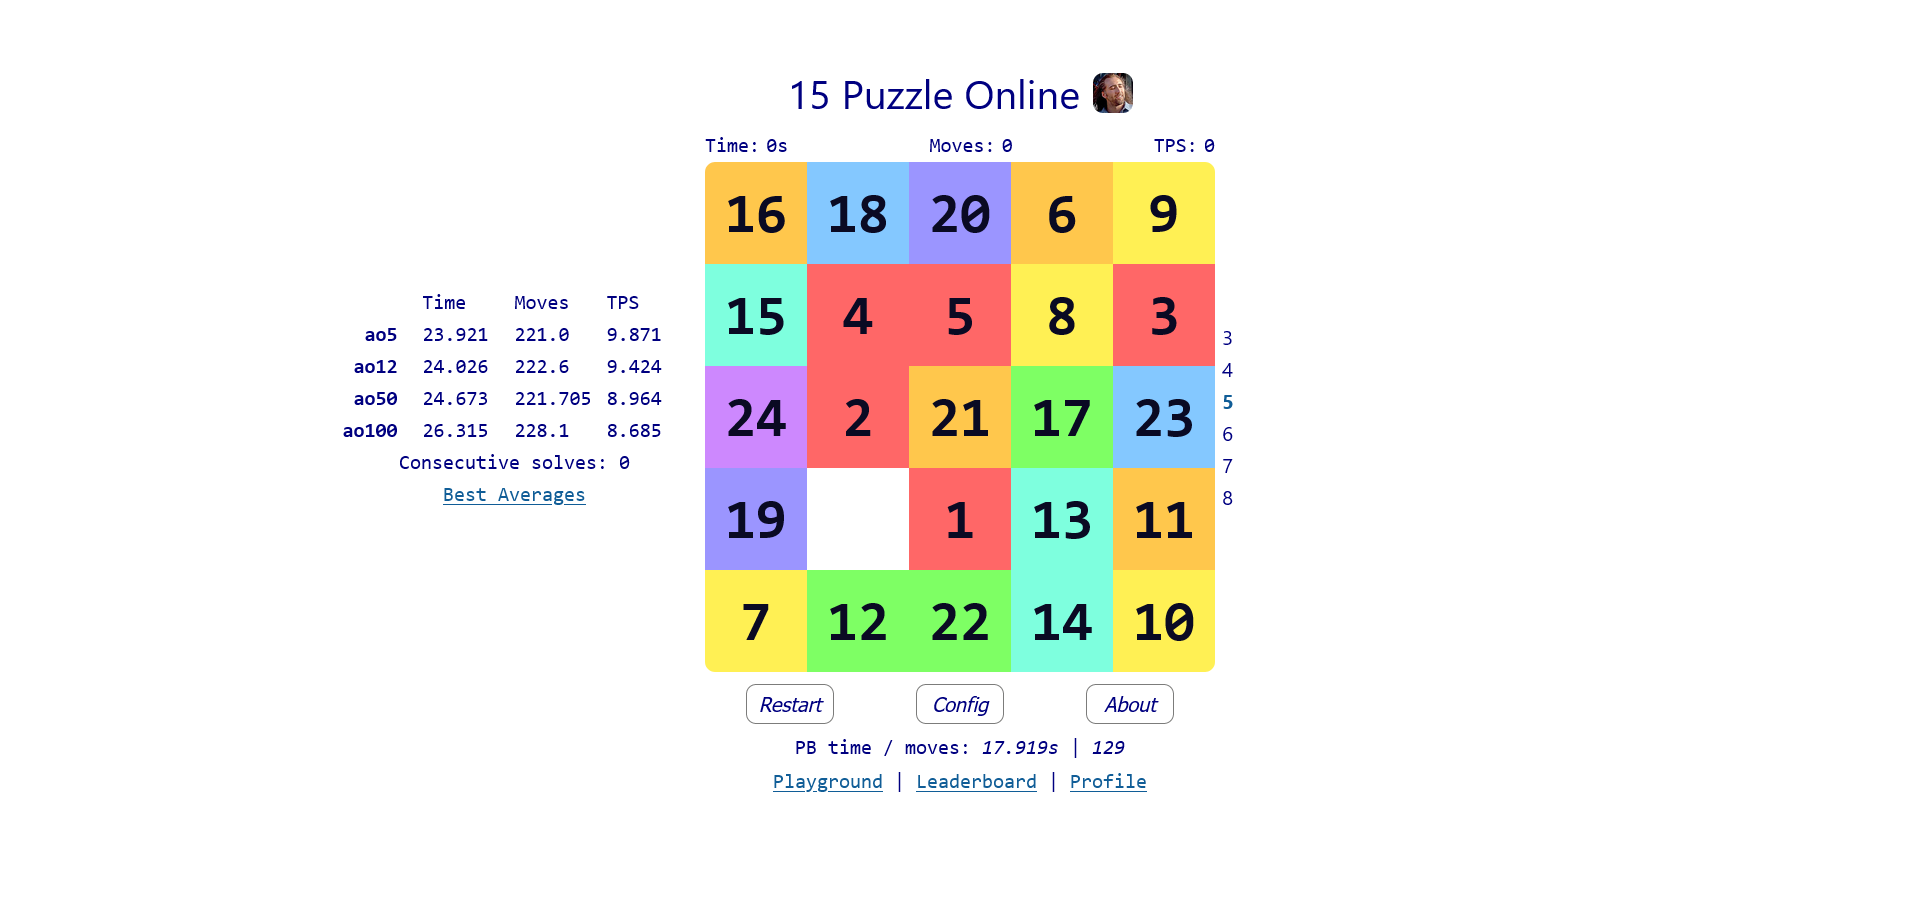 15 Puzzle Online
Time: 0s Moves: 0 TPS: 0
16 18 20 6 9
15 4 5 8 3
24 2 21 17 23
19 1 13 11
7 12 22 14 10
Time Moves TPS
ao5 23.921 221.0 9.871
ao12 24.026 222.6 9.424
ao50 24.673 221.705 8.964
ao100 26.315 228.1 8.685
Consecutive solves: 0
Best Averages
3
4
5
6
7
8
Restart Config About
PB time / moves: 17.919s | 129
Playground | Leaderboard | Profile